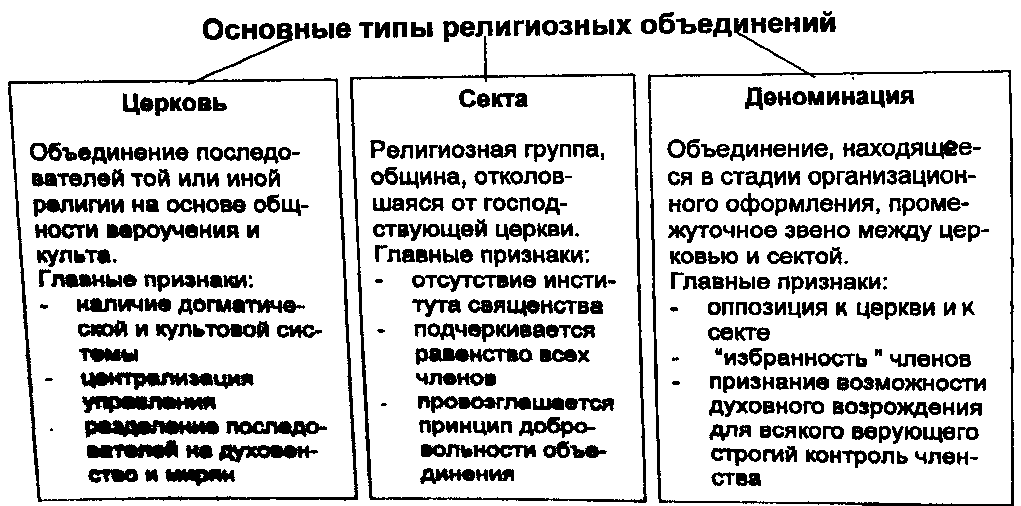 Основные типы религиозных объединений
Церковь
Объединение последо-
вателей той или иной
религии на основе общ-
ности вероучения и
культа.
Главные признаки:
- наличие догматиче-
ской и культовой сис-
темы
- централизация
управления
- разделение последо-
вателей на духовен-
ство и мирян
Секта
Религиозная группа,
община, отколов-
шаяся от господ-
ствующей церкви.
Главные признаки:
- отсутствие инсти-
тута священства
- подчеркивается
равенство всех
членов
- провозглашается
принцип добро-
вольности объе-
динения
Деноминация
Объединение, находящее-
ся в стадии организацион-
ного оформления, проме-
жуточное звено между цер-
ковью и сектой.
Главные признаки:
- оппозиция к церкви и к
секте
- "избранность " членов
- признание возможности
духовного возрождения
для всякого верующего
строгий контроль член-
ства